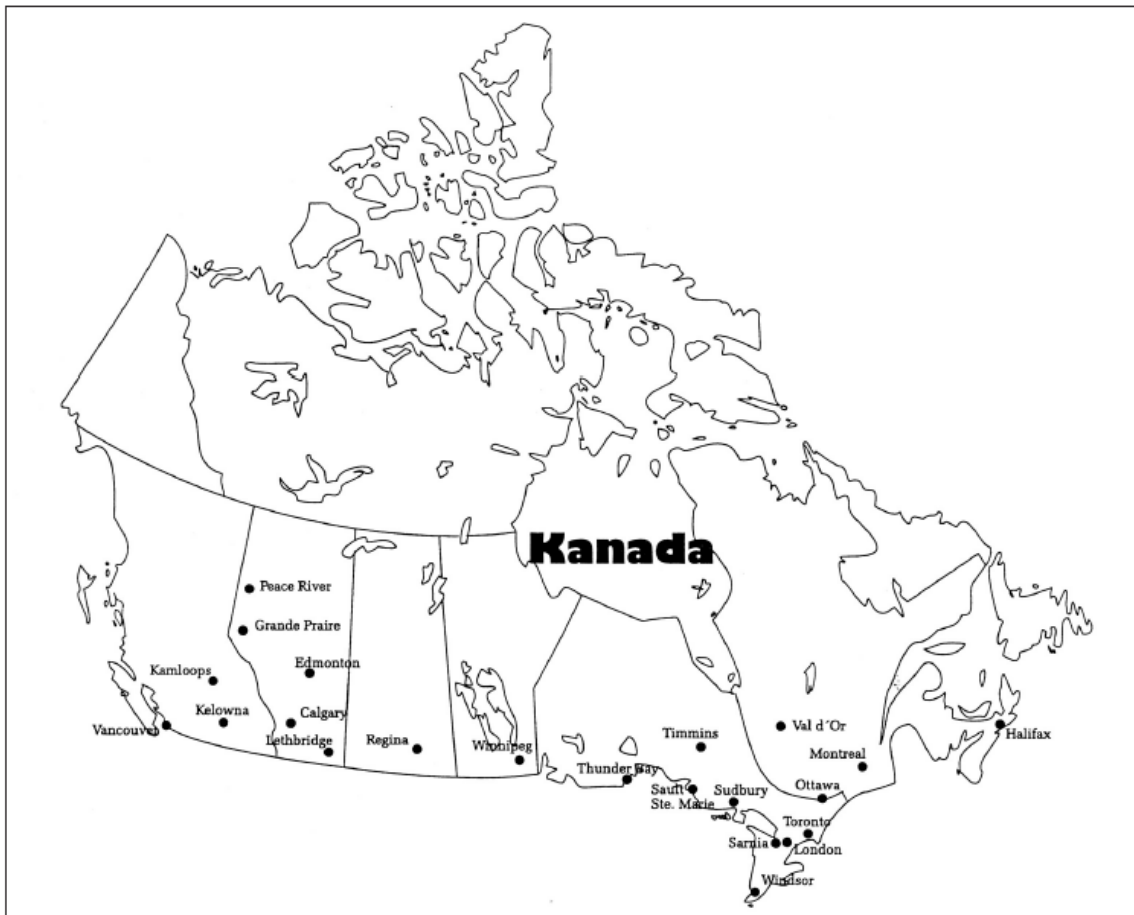 Kanada
Peace River
Grande Praire
Edmonton
Kamloops
Kelowna
Calgary
Vancouver
Lethbridge
Regina
Winnipeg
Timmins
Val d´Or
Halifax
Montreal
Thunder Bay
Sault
Ste. Marie
Sudbury
Ottawa
Toronto
Sarnia
London
Windsor